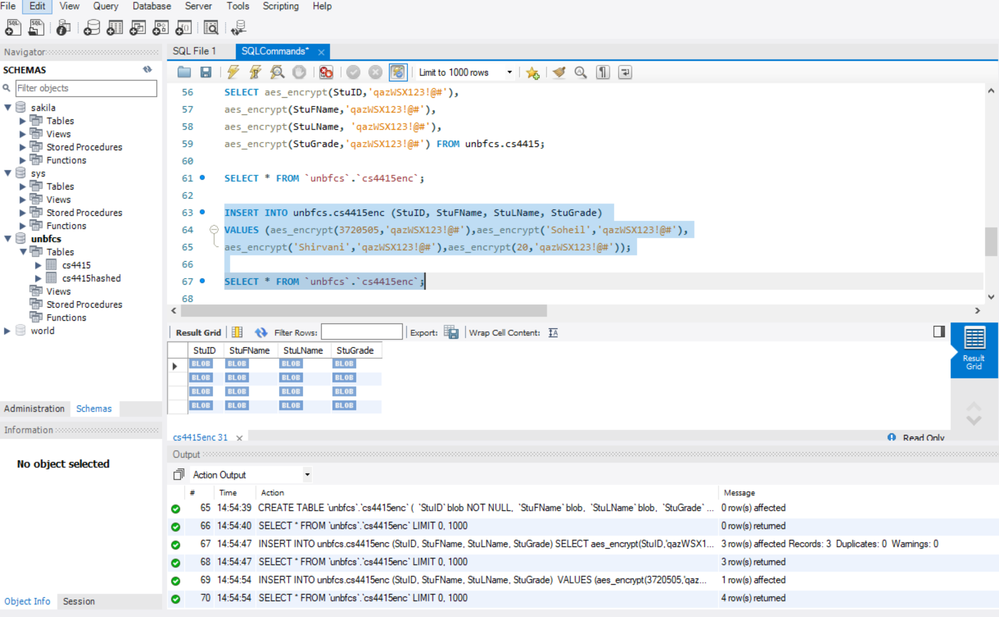 File Edit View Query Database Server Tools Scripting Help
SQL SQL i f()
Navigator
SCHEMAS
Filter objects
sakila
Tables
Views
Stored Procedures
Functions
sys
Tables
Views
Stored Procedures
Functions
unbfcs
Tables
cs4415
cs4415hashed
Views
Stored Procedures
Functions
world
Administration Schemas
Information
No object selected
Object Info Session
SQL File 1 SQLCommands*
Limit to 1000 rows
56 SELECT aes_encrypt(StuID,'qazWSX123!@#'),
57 aes_encrypt(StuFName,'qazWSX123!@#'),
58 aes_encrypt(StuLName, 'qazWSX123!@#'),
59 aes_encrypt(StuGrade,'qazWSX123!@#') FROM unbfcs.cs4415;
60
61 SELECT * FROM `unbfcs`.`cs4415enc`;
62
63 INSERT INTO unbfcs.cs4415enc (StuID, StuFName, StuLName, StuGrade)
64 VALUES (aes_encrypt(3720505,'qazWSX123!@#'),aes_encrypt('Soheil','qazWSX123!@#'),
65 aes_encrypt('Shirvani','qazWSX123!@#'),aes_encrypt(20,'qazWSX123!@#'));
66
67 SELECT * FROM `unbfcs`.`cs4415enc`;
68
Result Grid Filter Rows: Export: Wrap Cell Content:
StuID StuFName StuLName StuGrade
BLOB BLOB BLOB BLOB
BLOB BLOB BLOB BLOB
BLOB BLOB BLOB BLOB
BLOB BLOB BLOB BLOB
Result
Grid
cs4415enc 31 Read Only
Output
Action Output
# Time Action Message
65 14:54:39 CREATE TABLE `unbfcs`.`cs4415enc` ( `StuID` blob NOT NULL, `StuFName` blob, `StuLName` blob, `StuGrade` ... 0 row(s) affected
66 14:54:40 SELECT * FROM `unbfcs`.`cs4415enc` LIMIT 0, 1000 0 row(s) returned
67 14:54:47 INSERT INTO unbfcs.cs4415enc (StuID, StuFName, StuLName, StuGrade) SELECT aes_encrypt(StuID,'qazWSX1... 3 row(s) affected Records: 3 Duplicates: 0 Warnings: 0
68 14:54:47 SELECT * FROM `unbfcs`.`cs4415enc` LIMIT 0, 1000 3 row(s) returned
69 14:54:54 INSERT INTO unbfcs.cs4415enc (StuID, StuFName, StuLName, StuGrade) VALUES (aes_encrypt(3720505,'qaz... 1 row(s) affected
70 14:54:54 SELECT * FROM `unbfcs`.`cs4415enc` LIMIT 0, 1000 4 row(s) returned